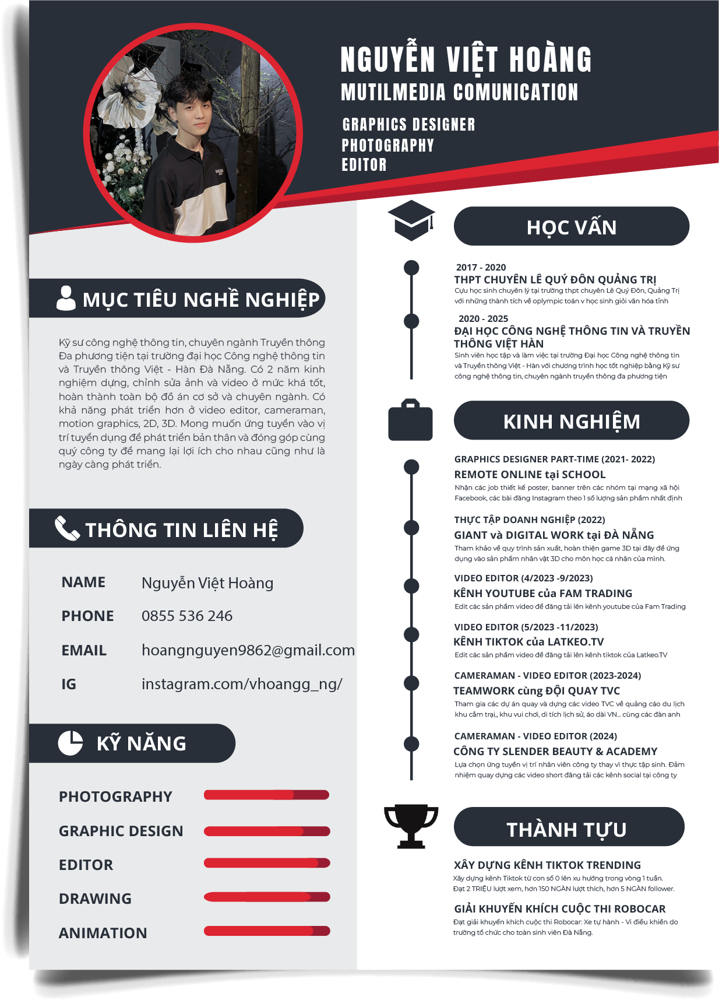 NGUYỄN VIỆT HOÀNG
MUTILMEDIA COMUNICATION
GRAPHICS DESIGNER
PHOTOGRAPHY
EDITOR
MỤC TIÊU NGHỀ NGHIỆP
Kỹ sư công nghệ thông tin, chuyên ngành Truyền thông
Đa phương tiện tại trường đại học Công nghệ thông tin
và Truyền thông Việt - Hàn Đà Nẵng. Có 2 năm kinh
nghiệm dựng, chỉnh sửa ảnh và video ở mức khá tốt,
hoàn thành toàn bộ đồ án cơ sở và chuyên ngành. Có
khả năng phát triển hơn ở video editor, cameraman,
motion graphics, 2D, 3D. Mong muốn ứng tuyển vào vị
trí tuyển dụng để phát triển bản thân và đóng góp cùng
quý công ty để mang lại lợi ích cho nhau cũng như là
ngày càng phát triển.
THÔNG TIN LIÊN HỆ
NAME Nguyễn Việt Hoàng
PHONE 0855 536 246
EMAIL hoangnguyen9862@gmail.com
IG instagram.com/vhoangg_ng/
KỸ NĂNG
PHOTOGRAPHY
GRAPHIC DESIGN
EDITOR
DRAWING
ANIMATION
HỌC VẤN
2017 - 2020
THPT CHUYÊN LÊ QUÝ ĐÔN QUẢNG TRỊ
Cựu học sinh chuyên lý tại trường thpt chuyên Lê Quý Đôn, Quảng Trị
với những thành tích về oplympic toán v học sinh giỏi văn hóa tỉnh
2020 - 2025
ĐẠI HỌC CÔNG NGHỆ THÔNG TIN VÀ TRUYỀN
THÔNG VIỆT HÀN
Sinh viên học tập và làm việc tại trường Đại học Công nghệ thông tin
và Truyền thông Việt - Hàn với chương trình học tốt nghiệp bằng Kỹ sư
công nghệ thông tin, chuyên ngành truyền thông đa phương tiện
KINH NGHIỆM
GRAPHICS DESIGNER PART-TIME (2021- 2022)
REMOTE ONLINE tại SCHOOL
Nhận các job thiết kế poster, banner trên các nhóm tại mạng xã hội
Facebook, các bài đăng Instagram theo 1 số lượng sản phẩm nhất định
THỰC TẬP DOANH NGHIỆP (2022)
GIANT và DIGITAL WORK tại ĐÀ NẴNG
Tham khảo về quy trình sản xuất, hoàn thiện game 3D tại đây để ứng
dụng vào sản phẩm nhân vật 3D cho môn học cá nhân của mình.
VIDEO EDITOR (4/2023 -9/2023)
KÊNH YOUTUBE của FAM TRADING
Edit các sản phẩm video để đăng tải lên kênh youtube của Fam Trading
VIDEO EDITOR (5/2023 -11/2023)
KÊNH TIKTOK của LATKEO.TV
Edit các sản phẩm video để đăng tải lên kênh tiktok của Latkeo.TV
CAMERAMAN - VIDEO EDITOR (2023-2024)
TEAMWORK cùng ĐỘI QUAY TVC
Tham gia các dự án quay và dựng các video TVC về quảng cáo du lịch
khu cắm trại,, khu vui chơi, di tích lịch sử, áo dài VN... cùng các đàn anh
CAMERAMAN - VIDEO EDITOR (2024)
CÔNG TY SLENDER BEAUTY & ACADEMY
Lựa chọn ứng tuyển vị trí nhân viên công ty thay vì thực tập sinh. Đảm
nhiệm quay dựng các video short đăng tải các kênh social tại công ty
THÀNH TỰU
XÂY DỰNG KÊNH TIKTOK TRENDING
Xây dựng kênh Tiktok từ con số 0 lên xu hướng trong vòng 1 tuần.
Đạt 2 TRIỆU lượt xem, hơn 150 NGÀN lượt thích, hơn 5 NGÀN follower.
GIẢI KHUYẾN KHÍCH CUỘC THI ROBOCAR
Đạt giải khuyến khích cuộc thi Robocar: Xe tự hành - Vi điều khiển do
trường tổ chức cho toàn sinh viên Đà Nẵng.